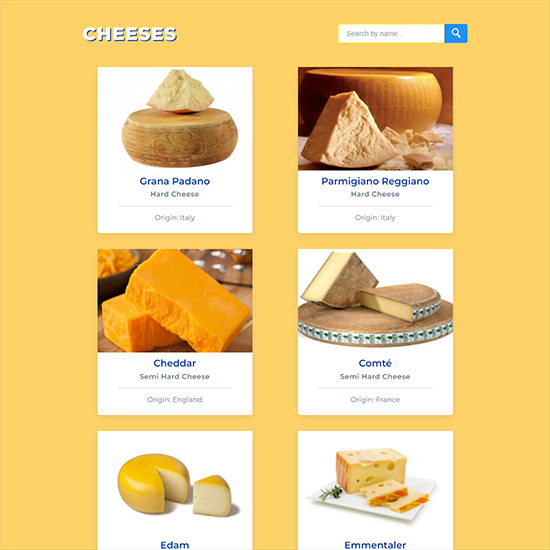 CHEESES
Search by name...
Grana Padano
Hard Cheese
Origin: Italy
Parmigiano Reggiano
Hard Cheese
Origin: Italy
Cheddar
Semi Hard Cheese
Origin: England
Comté
Semi Hard Cheese
Origin: France
Edam
Emmentaler